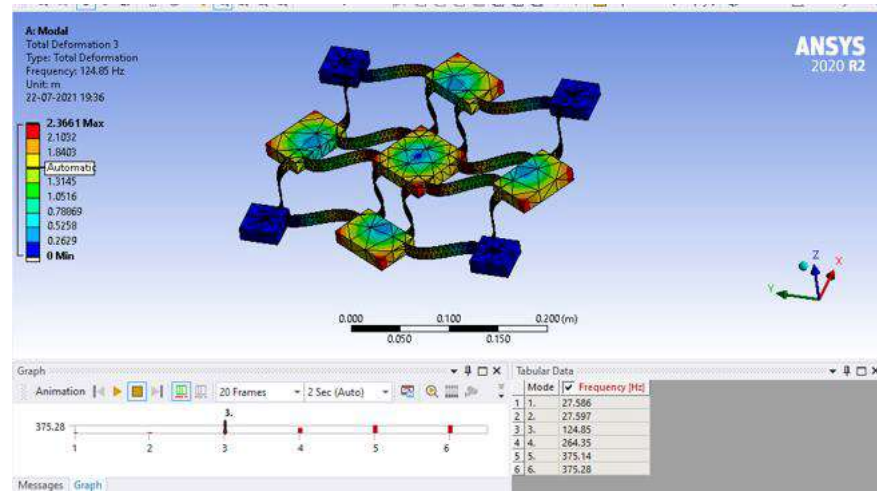 A: Modal
Total Deformation 3
Type: Total Deformation
Frequency: 124.85 Hz
Unit: m
22-07-2021 19:36
2.3661 Max
2.1032
1.8403
Automatic
1.3145
1.0516
0.78869
0.5258
0.2629
0 Min
ANSYS
2020 R2
Z
X
Y
0.000 0.100 0.200 (m)
0.050 0.150
Graph
Animation 20 Frames 2 Sec (Auto)
3.
375.28
1 2 3 4 5 6
Messages Graph
Tabular Data
Mode Frequency [Hz]
1 1. 27.586
2 2. 27.597
3 3. 124.85
4 4. 264.35
5 5. 375.14
6 6. 375.28